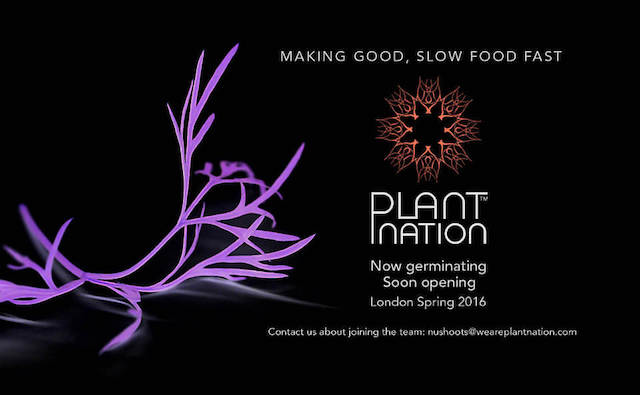 MAKING GOOD, SLOW FOOD FAST
PLANT™
NATION
Now germinating
Soon opening
London Spring 2016
Contact us about joining the team: nushoots@weareplantnation.com